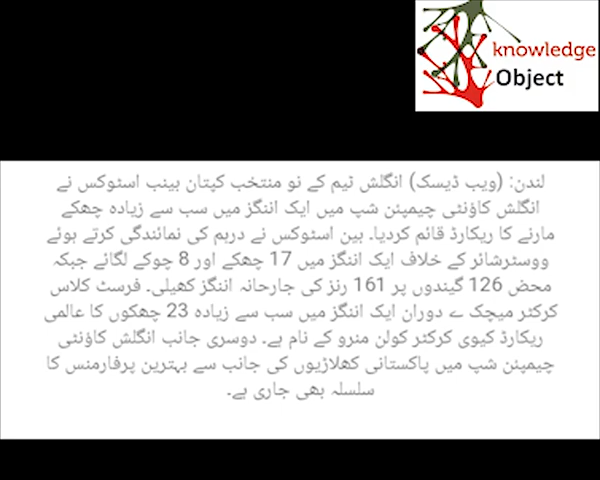 knowledge
Object
لندن: (ویب ڈیسک) انگلش ٹیم کے نو منتخب کپتان بینب اسٹوکس نے
انگلش کاؤنٹی چیمپئن شپ میں ایک اننگز میں سب سے زیادہ چھکے
مارنے کا ریکارڈ قائم کردیا۔ بین اسٹوکس نے درہم کی نمائندگی کرتے ہوئے
ووسٹرشائر کے خلاف ایک اننگز میں 17 چھکے اور 8 چوکے لگائے جبکہ
محض 126 گیندوں پر 161 رنز کی جارحانہ اننگز کھیلی۔ فرسٹ کلاس
کرکٹر میچک ے دوران ایک اننگز میں سب سے زیادہ 23 چھکوں کا عالمی
ریکارڈ کیوی کرکٹر کولن منرو کے نام ہے۔ دوسری جانب انگلش کاؤنٹی
چیمپئن شپ میں پاکستانی کھلاڑیوں کی جانب سے بہترین پرفارمنس کا
سلسلہ بھی جاری ہے۔